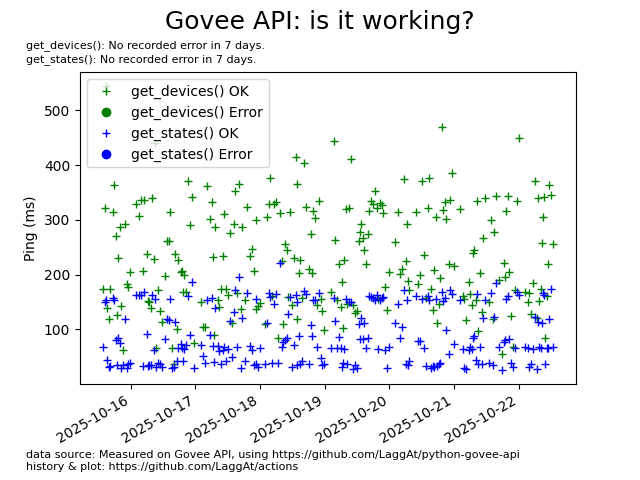 Govee API: is it working?
get_devices(): No recorded error in 7 days.
get_states(): No recorded error in 7 days.
get_devices() OK
get_devices() Error
get_states() OK
get_states() Error
Ping (ms)
500
400
300
200
100
2025-10-16
2025-10-17
2025-10-18
2025-10-19
2025-10-20
2025-10-21
2025-10-22
data source: Measured on Govee API, using https://github.com/LaggAt/python-govee-api
history & plot: https://github.com/LaggAt/actions